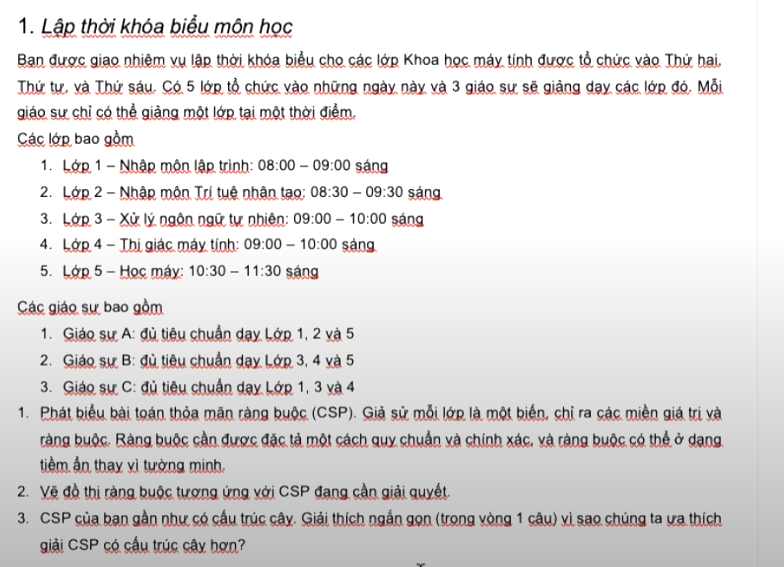 1. Lập thời khóa biểu môn học
Bạn được giao nhiệm vụ lập thời khóa biểu cho các lớp Khoa học máy tính được tổ chức vào Thứ hai,
Thứ tư, và Thứ sáu. Có 5 lớp tổ chức vào những ngày này và 3 giáo sư sẽ giảng dạy các lớp đó. Mỗi
giáo sư chỉ có thể giảng một lớp tại một thời điểm.
Các lớp bao gồm
1. Lớp 1 – Nhập môn lập trình: 08:00 – 09:00 sáng
2. Lớp 2 – Nhập môn Trí tuệ nhân tạo: 08:30 – 09:30 sáng
3. Lớp 3 – Xử lý ngôn ngữ tự nhiên: 09:00 – 10:00 sáng
4. Lớp 4 – Thị giác máy tính: 09:00 – 10:00 sáng
5. Lớp 5 – Học máy: 10:30 – 11:30 sáng
Các giáo sư bao gồm
1. Giáo sư A: đủ tiêu chuẩn dạy Lớp 1, 2 và 5
2. Giáo sư B: đủ tiêu chuẩn dạy Lớp 3, 4 và 5
3. Giáo sư C: đủ tiêu chuẩn dạy Lớp 1, 3 và 4
1. Phát biểu bài toán thỏa mãn ràng buộc (CSP). Giả sử mỗi lớp là một biến, chỉ ra các miền giá trị và
ràng buộc. Ràng buộc cần được đặc tả một cách quy chuẩn và chính xác, và ràng buộc có thể ở dạng
tiềm ẩn thay vì tường minh.
2. Vẽ đồ thị ràng buộc tương ứng với CSP đang cần giải quyết.
3. CSP của bạn gần như có cấu trúc cây. Giải thích ngắn gọn (trong vòng 1 câu) vì sao chúng ta ưa thích
giải CSP có cấu trúc cây hơn?